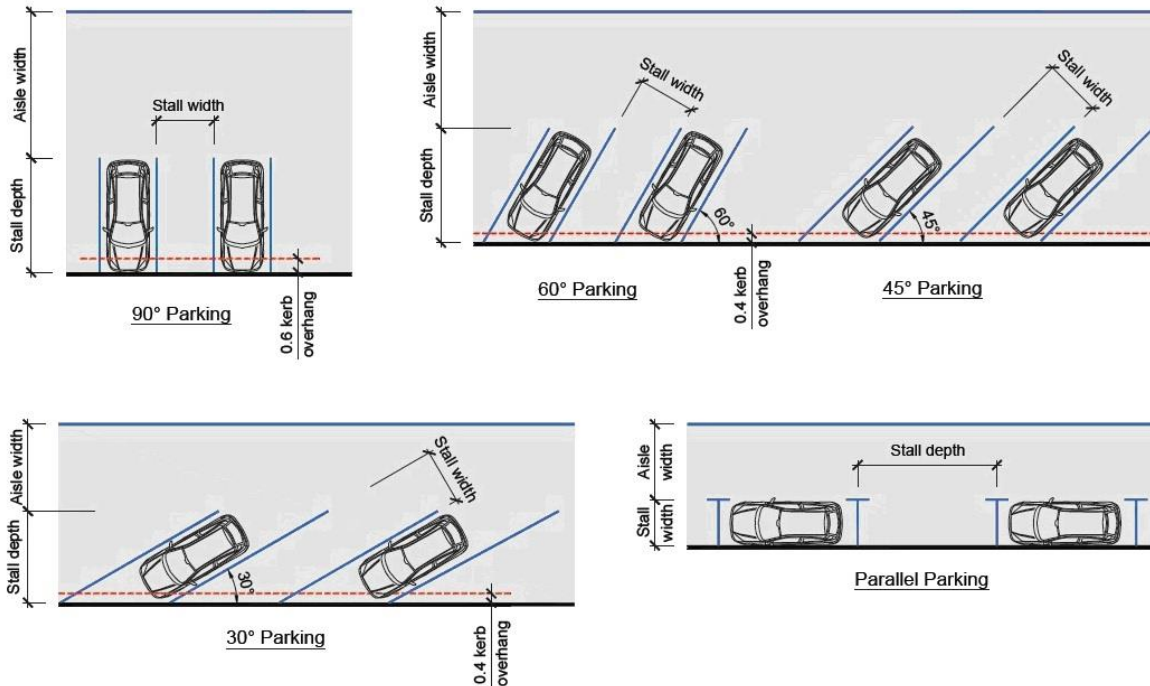 Aisle width
Stall depth
Stall width
0.6 kerb
overhang
90° Parking
Aisle width
Stall depth
Stall width
60°
Stall width
45°
0.4 kerb
overhang
60° Parking
45° Parking
Aisle width
Stall depth
Stall width
30°
0.4 kerb
overhang
30° Parking
Aisle
width
Stall
width
Stall depth
Parallel Parking